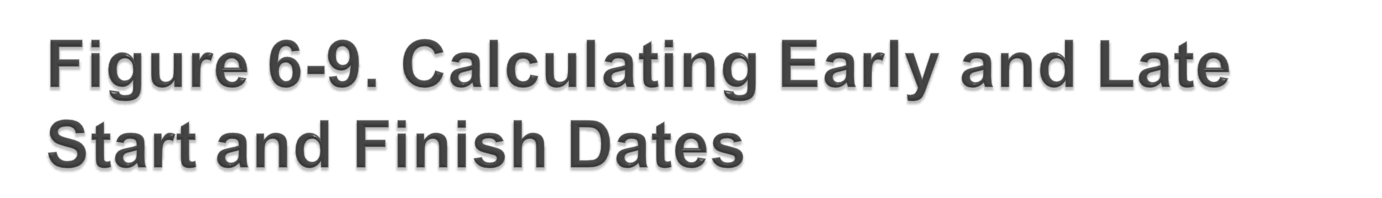 Figure 6-9. Calculating Early and Late
Start and Finish Dates